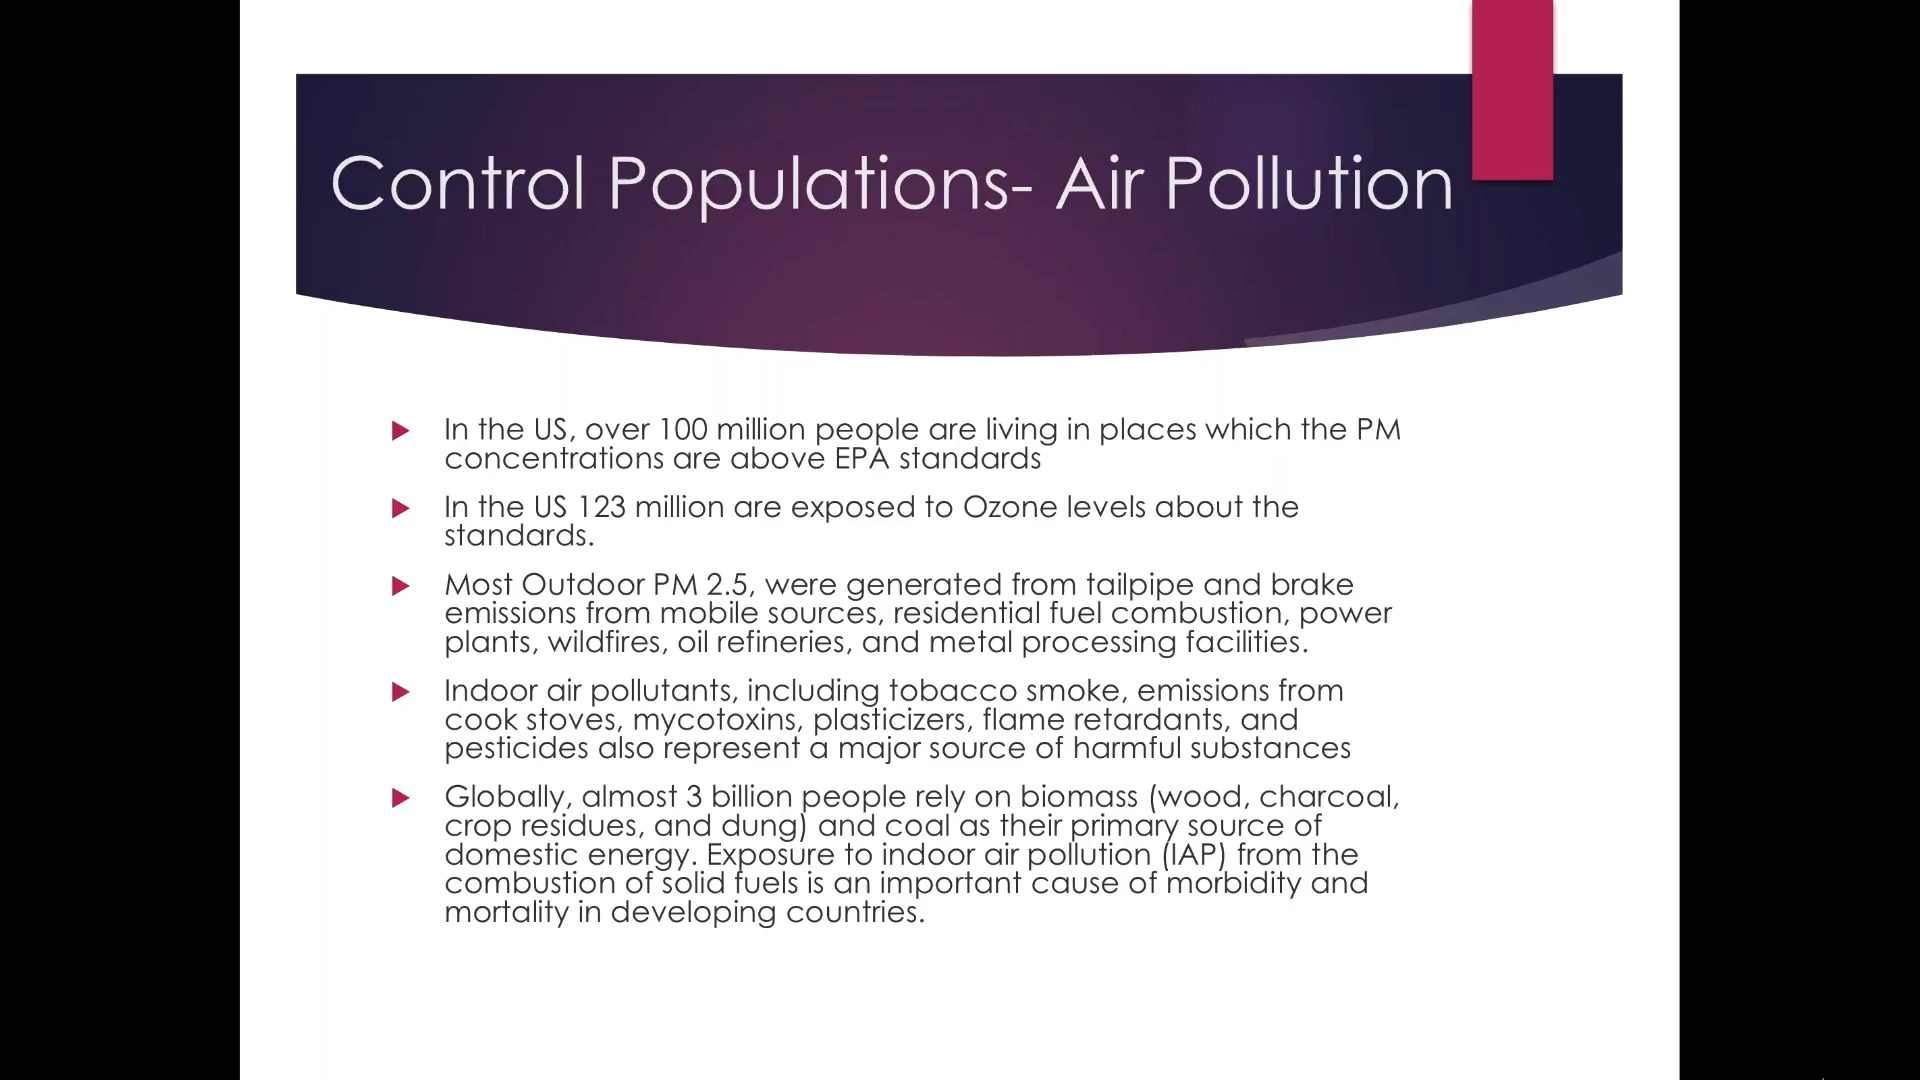 Control Populations- Air Pollution
In the US, over 100 million people are living in places which the PM
concentrations are above EPA standards
In the US 123 million are exposed to Ozone levels about the
standards.
Most Outdoor PM 2.5, were generated from tailpipe and brake
emissions from mobile sources, residential fuel combustion, power
plants, wildfires, oil refineries, and metal processing facilities.
Indoor air pollutants, including tobacco smoke, emissions from
cook stoves, mycotoxins, plasticizers, flame retardants, and
pesticides also represent a major source of harmful substances
Globally, almost 3 billion people rely on biomass (wood, charcoal,
crop residues, and dung) and coal as their primary source of
domestic energy. Exposure to indoor air pollution (IAP) from the
combustion of solid fuels is an important cause of morbidity and
mortality in developing countries.